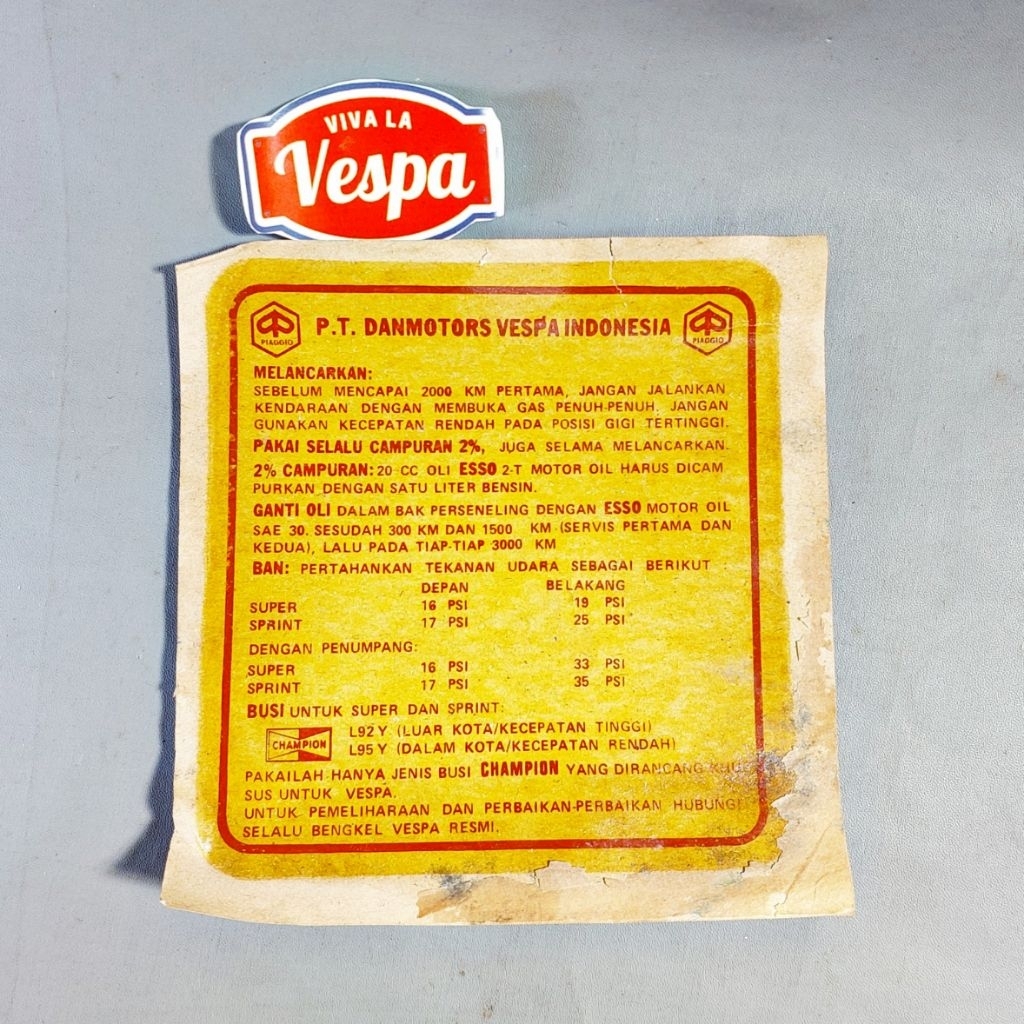 VIVA LA
Vespa
PIAGGIO P.T. DANMOTORS VESPA INDONESIA PIAGGIO
MELANCARKAN:
SEBELUM MENCAPAI 2000 KM PERTAMA, JANGAN JALANKAN
KENDARAAN DENGAN MEMBUKA GAS PENUH-PENUH. JANGAN
GUNAKAN KECEPATAN RENDAH PADA POSISI GIGI TERTINGGI.
PAKAI SELALU CAMPURAN 2%, JUGA SELAMA MELANCARKAN.
2% CAMPURAN: 20 CC OLI ESSO 2-T MOTOR OIL HARUS DICAM
PURKAN DENGAN SATU LITER BENSIN.
GANTI OLI DALAM BAK PERSENELING DENGAN ESSO MOTOR OIL
SAE 30. SESUDAH 300 KM DAN 1500 KM (SERVIS PERTAMA DAN
KEDUA), LALU PADA TIAP-TIAP 3000 KM
BAN: PERTAHANKAN TEKANAN UDARA SEBAGAI BERIKUT :
DEPAN BELAKANG
SUPER 16 PSI 19 PSI
SPRINT 17 PSI 25 PSI
DENGAN PENUMPANG:
SUPER 16 PSI 33 PSI
SPRINT 17 PSI 35 PSI
BUSI UNTUK SUPER DAN SPRINT:
L92Y (LUAR KOTA/KECEPATAN TINGGI)
CHAMPION
L95Y (DALAM KOTA/KECEPATAN RENDAH)
PAKAILAH HANYA JENIS BUSI CHAMPION YANG DIRANCANG KHU
SUS UNTUK VESPA.
UNTUK PEMELIHARAAN DAN PERBAIKAN-PERBAIKAN HUBUNGI
SELALU BENGKEL VESPA RESMI.